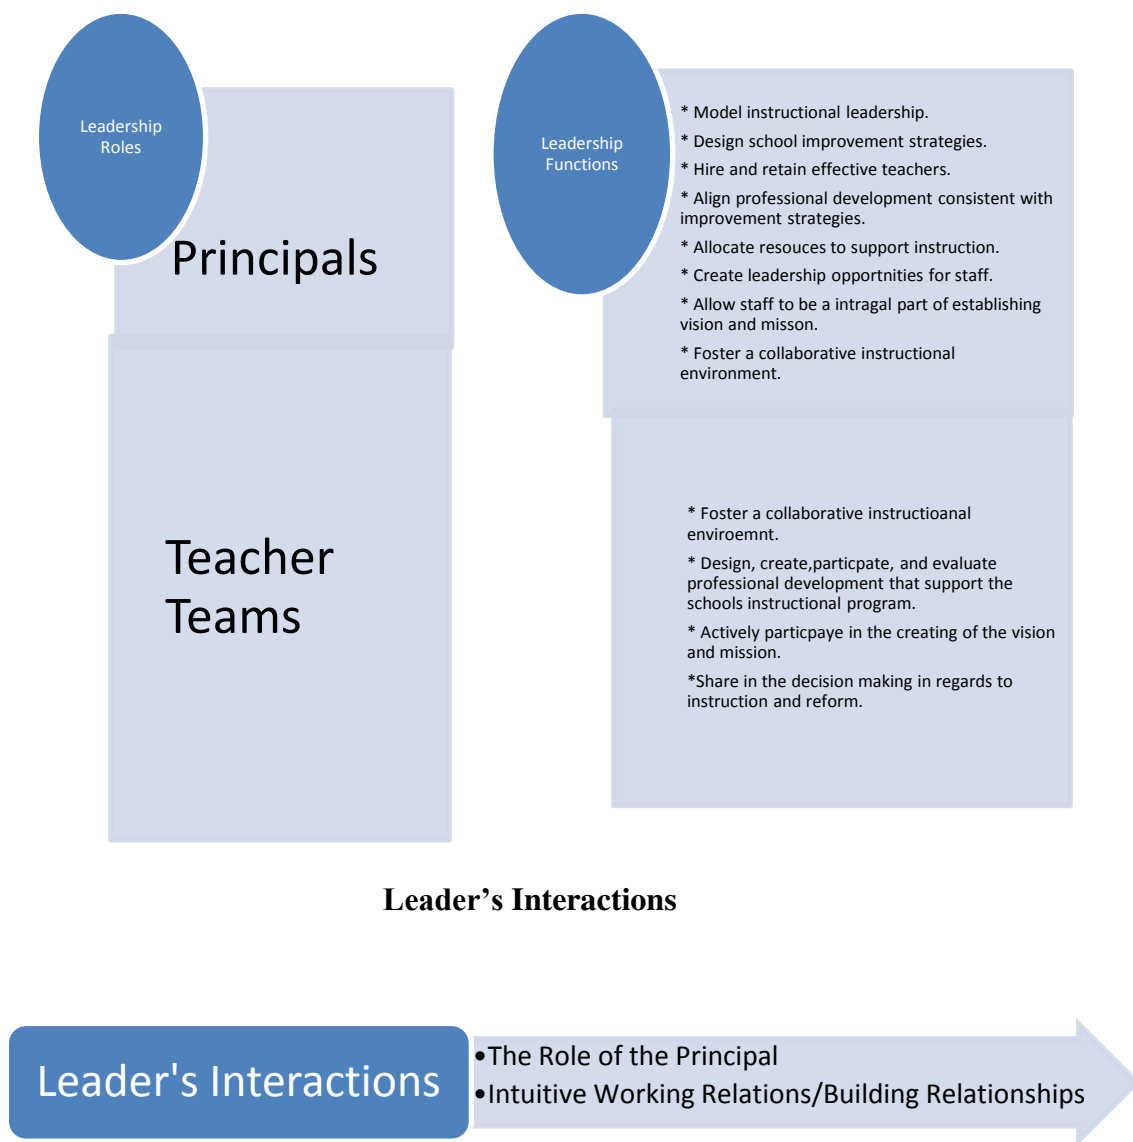 Leadership
Roles
Principals
Teacher
Teams
Leadership
Functions
* Model instructional leadership.
* Design school improvement strategies.
* Hire and retain effective teachers.
* Align professional development consistent with
improvement strategies.
* Allocate resouces to support instruction.
* Create leadership opportnities for staff.
* Allow staff to be a intragal part of establishing
vision and misson.
* Foster a collaborative instructional
environment.
* Foster a collaborative instructioanal
enviroemnt.
* Design, create,particpate, and evaluate
professional development that support the
schools instructional program.
* Actively particpaye in the creating of the vision
and mission.
*Share in the decision making in regards to
instruction and reform.
Leader’s Interactions
Leader's Interactions
•The Role of the Principal
•Intuitive Working Relations/Building Relationships